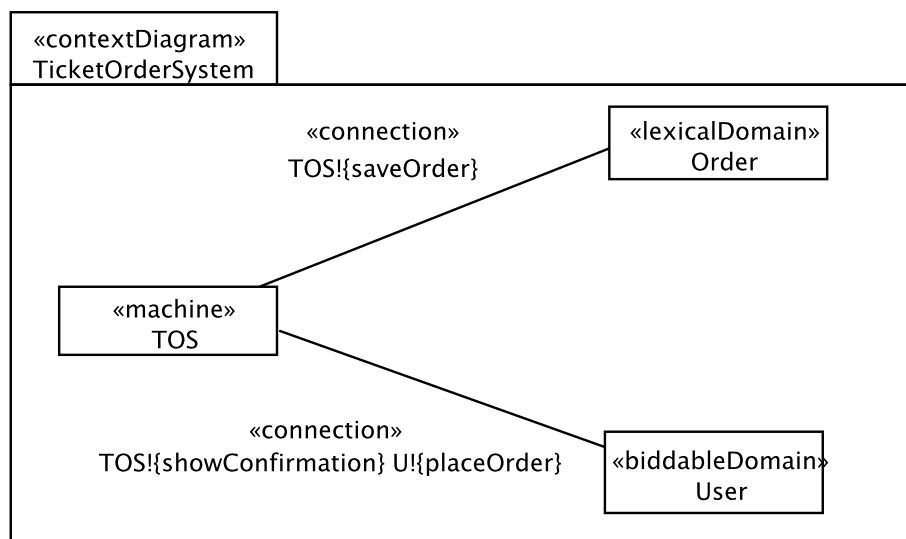 «contextDiagram»
TicketOrderSystem
«connection»
TOS!{saveOrder}
«lexicalDomain»
Order
«machine»
TOS
«connection»
TOS!{showConfirmation} U!{placeOrder}
«biddableDomain»
User